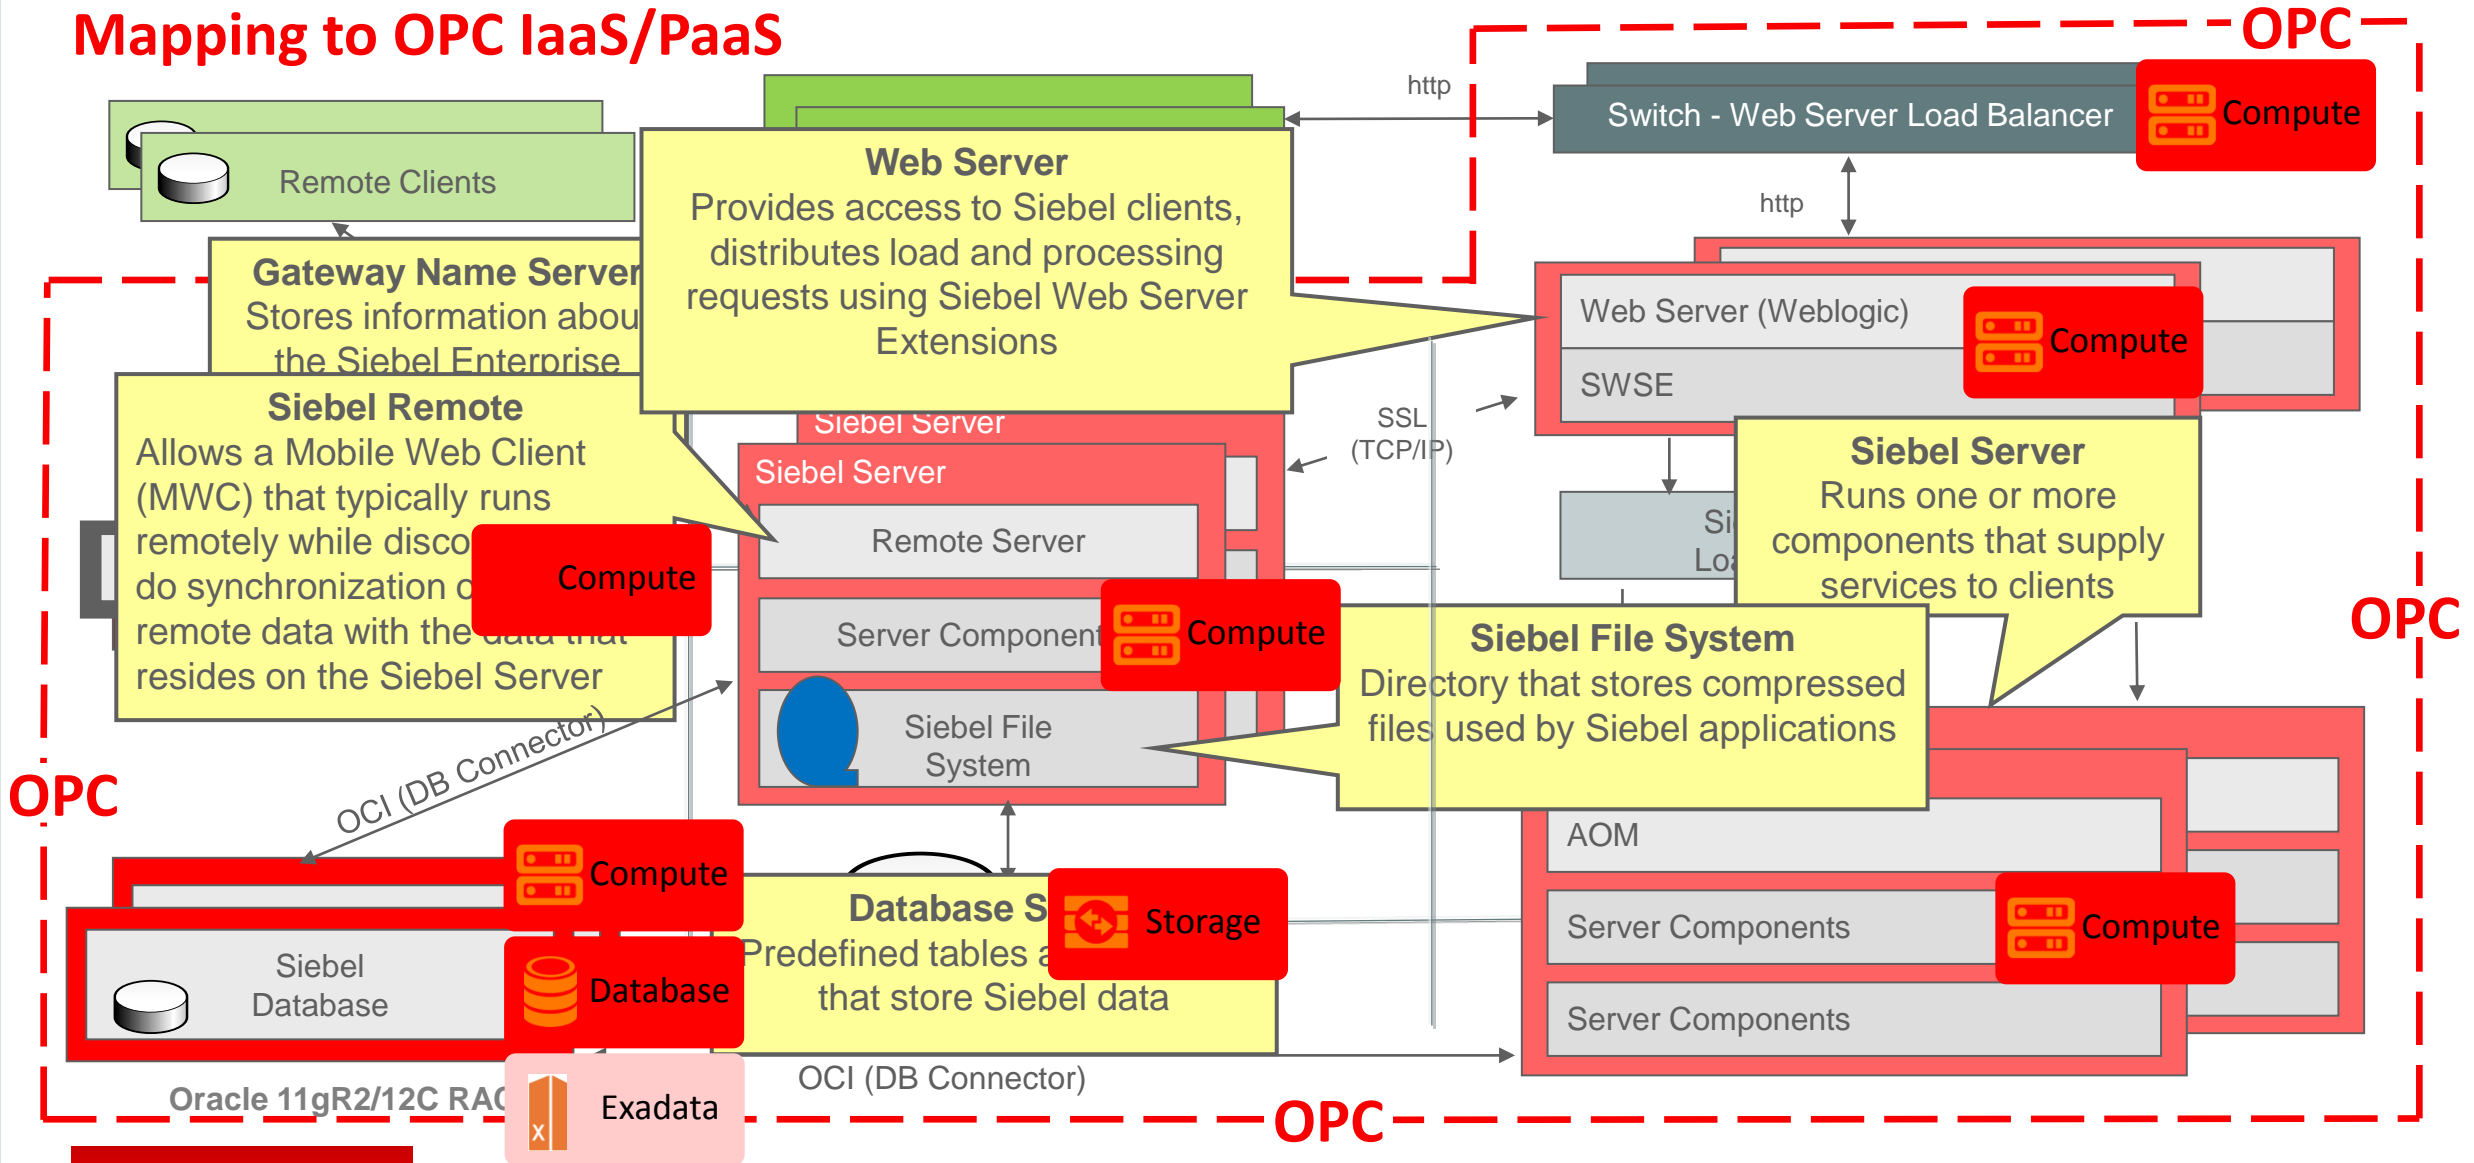 Mapping to OPC IaaS/PaaS
OPC
http
Switch - Web Server Load Balancer
Compute
Remote Clients
Web Server
Provides access to Siebel clients,
distributes load and processing
requests using Siebel Web Server
Extensions
http
Gateway Name Server
Stores information
the Siebel Enterprise
Web Server (Weblogic)
SWSE
Compute
Siebel Remote
Allows a Mobile Web Client
(MWC) that typically runs
remotely while
do synchronization
remote data with the data that
resides on the Siebel Server
Compute
Siebel Server
Siebel Server
Remote Server
Server Component
Compute
Siebel File
System
SSL
(TCP/IP)
Siebel Server
Runs one or more
components that supply
services to clients
OPC
Siebel File System
Directory that stores compressed
files used by Siebel applications
OPC
OCI (DB Connector)
AOM
Server Components
Compute
Server Components
Compute
Siebel
Database
Database
Database
Storage
Predefined tables
that store Siebel data
Oracle 11gR2/12C RAC
Exadata
OCI (DB Connector)
OPC